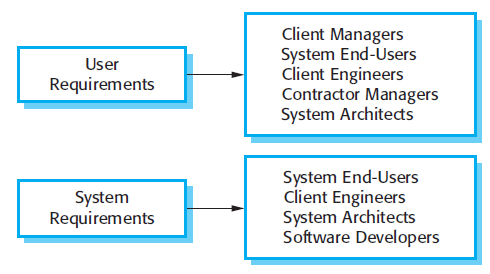 User
Requirements
Client Managers
System End-Users
Client Engineers
Contractor Managers
System Architects
System
Requirements
System End-Users
Client Engineers
System Architects
Software Developers